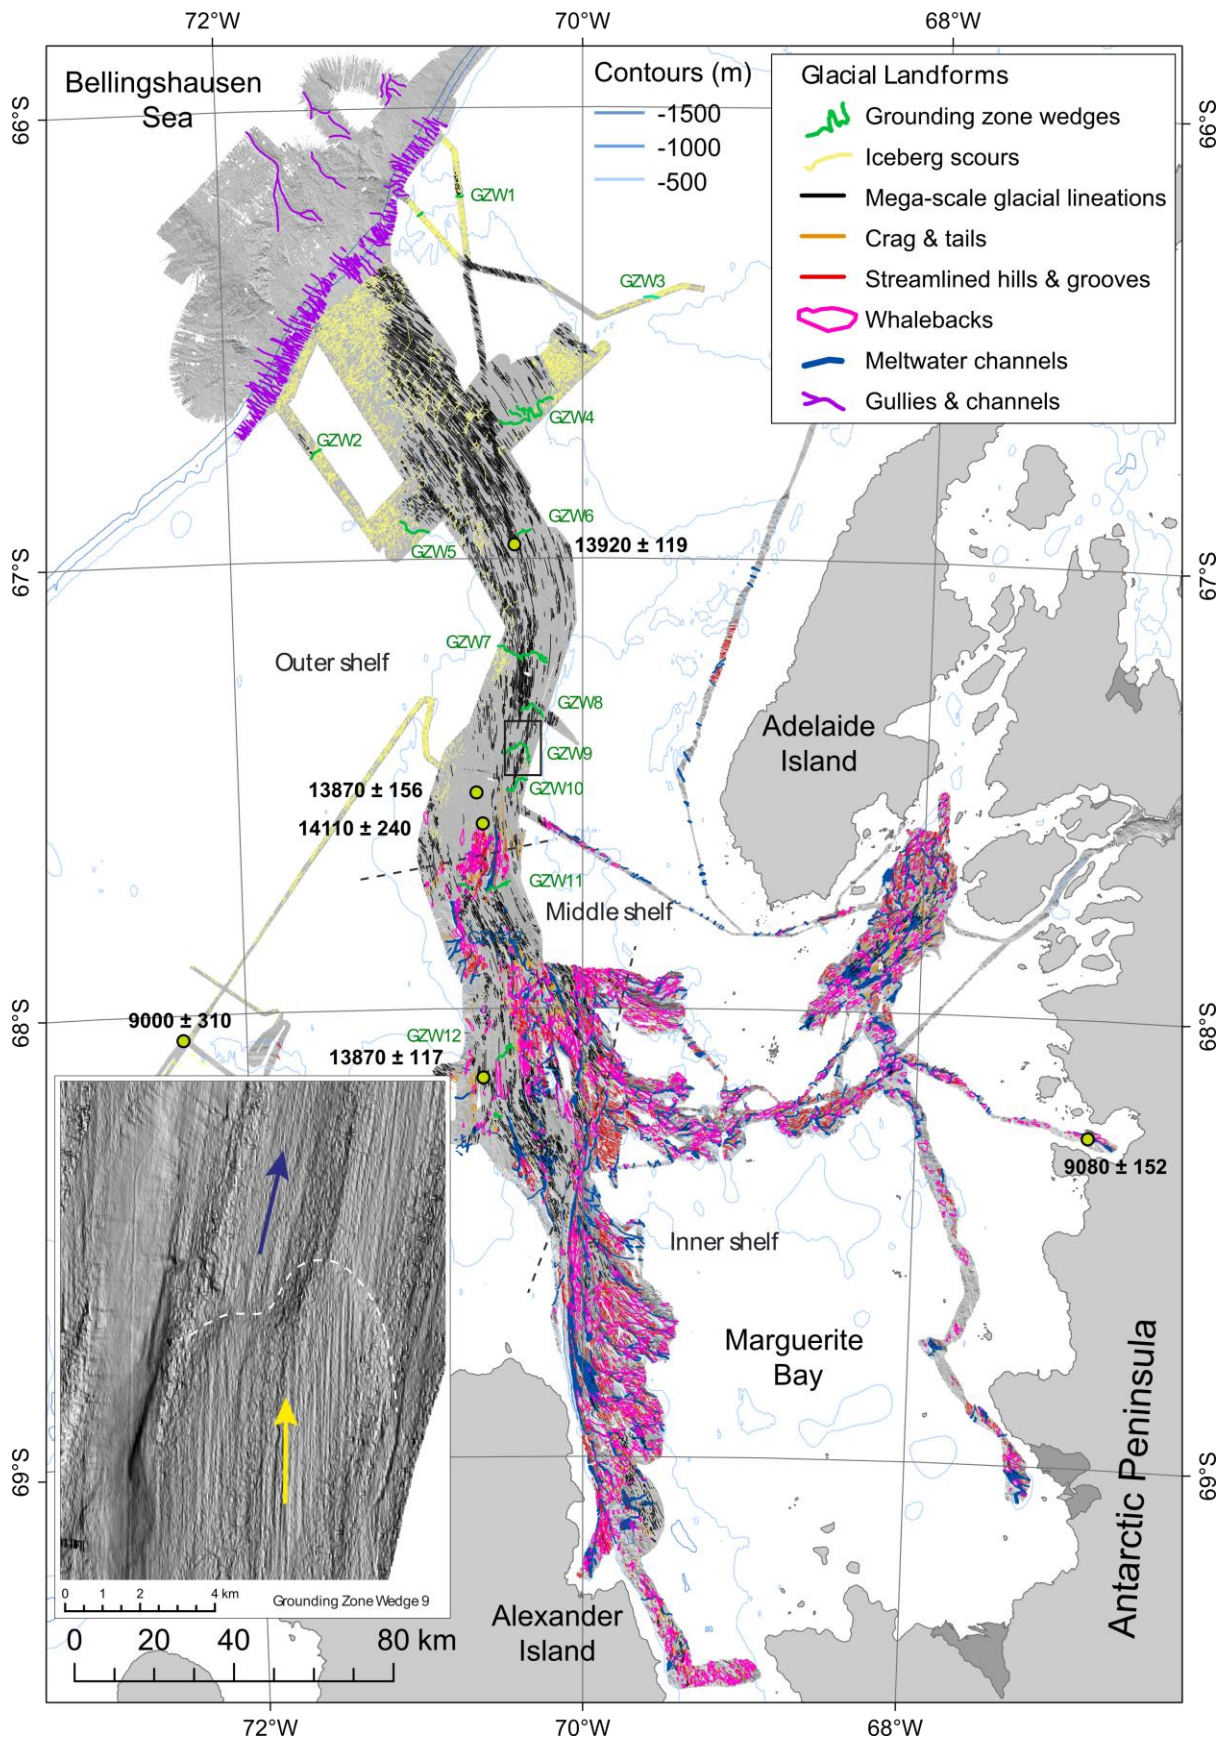 72°W
70°W
68°W
Bellingshausen
Sea
Contours (m)
-1500
-1000
-500
Glacial Landforms
Grounding zone wedges
Iceberg scours
Mega-scale glacial lineations
Crag & tails
Streamlined hills & grooves
Whalebacks
Meltwater channels
Gullies & channels
66°S
66°S
GZW1
GZW3
GZW4
GZW2
GZW6
GZW5
13920 ± 119
67°S
67°S
GZW7
Outer shelf
GZW8
Adelaide
Island
GZW9
GZW10
13870 ± 156
14110 ± 240
GZW11
Middle shelf
68°S
68°S
9000 ± 310
GZW12
13870 ± 117
9080 ± 152
Inner shelf
Marguerite
Bay
Antarctic Peninsula
69°S
69°S
0 1 2 4 km
Grounding Zone Wedge 9
Alexander
Island
0 20 40 80 km
72°W
70°W
68°W